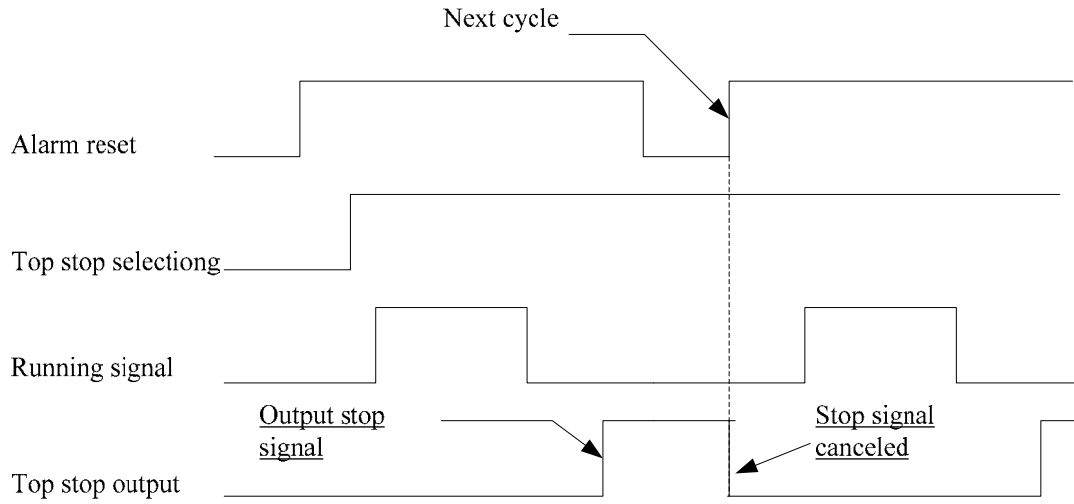 Next cycle
Alarm reset
Top stop selectiong
Running signal
Output stop
signal
Stop signal
canceled
Top stop output